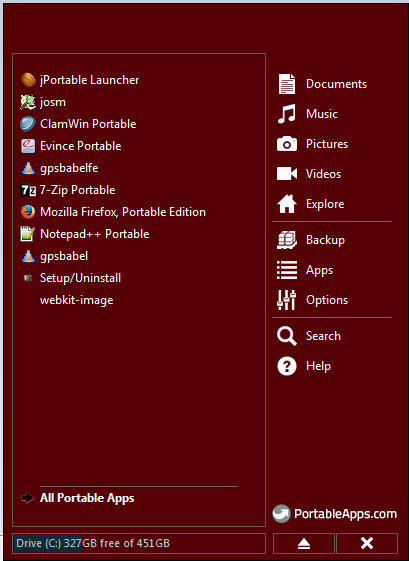 jPortable Launcher
josm
ClamWin Portable
Evince Portable
gpsbabelfe
7-Zip Portable
Mozilla Firefox, Portable Edition
Notepad++ Portable
gpsbabel
Setup/Uninstall
webkit-image
All Portable Apps
Drive (C:) 327GB free of 451GB
Documents
Music
Pictures
Videos
Explore
Backup
Apps
Options
Search
Help
PortableApps.com